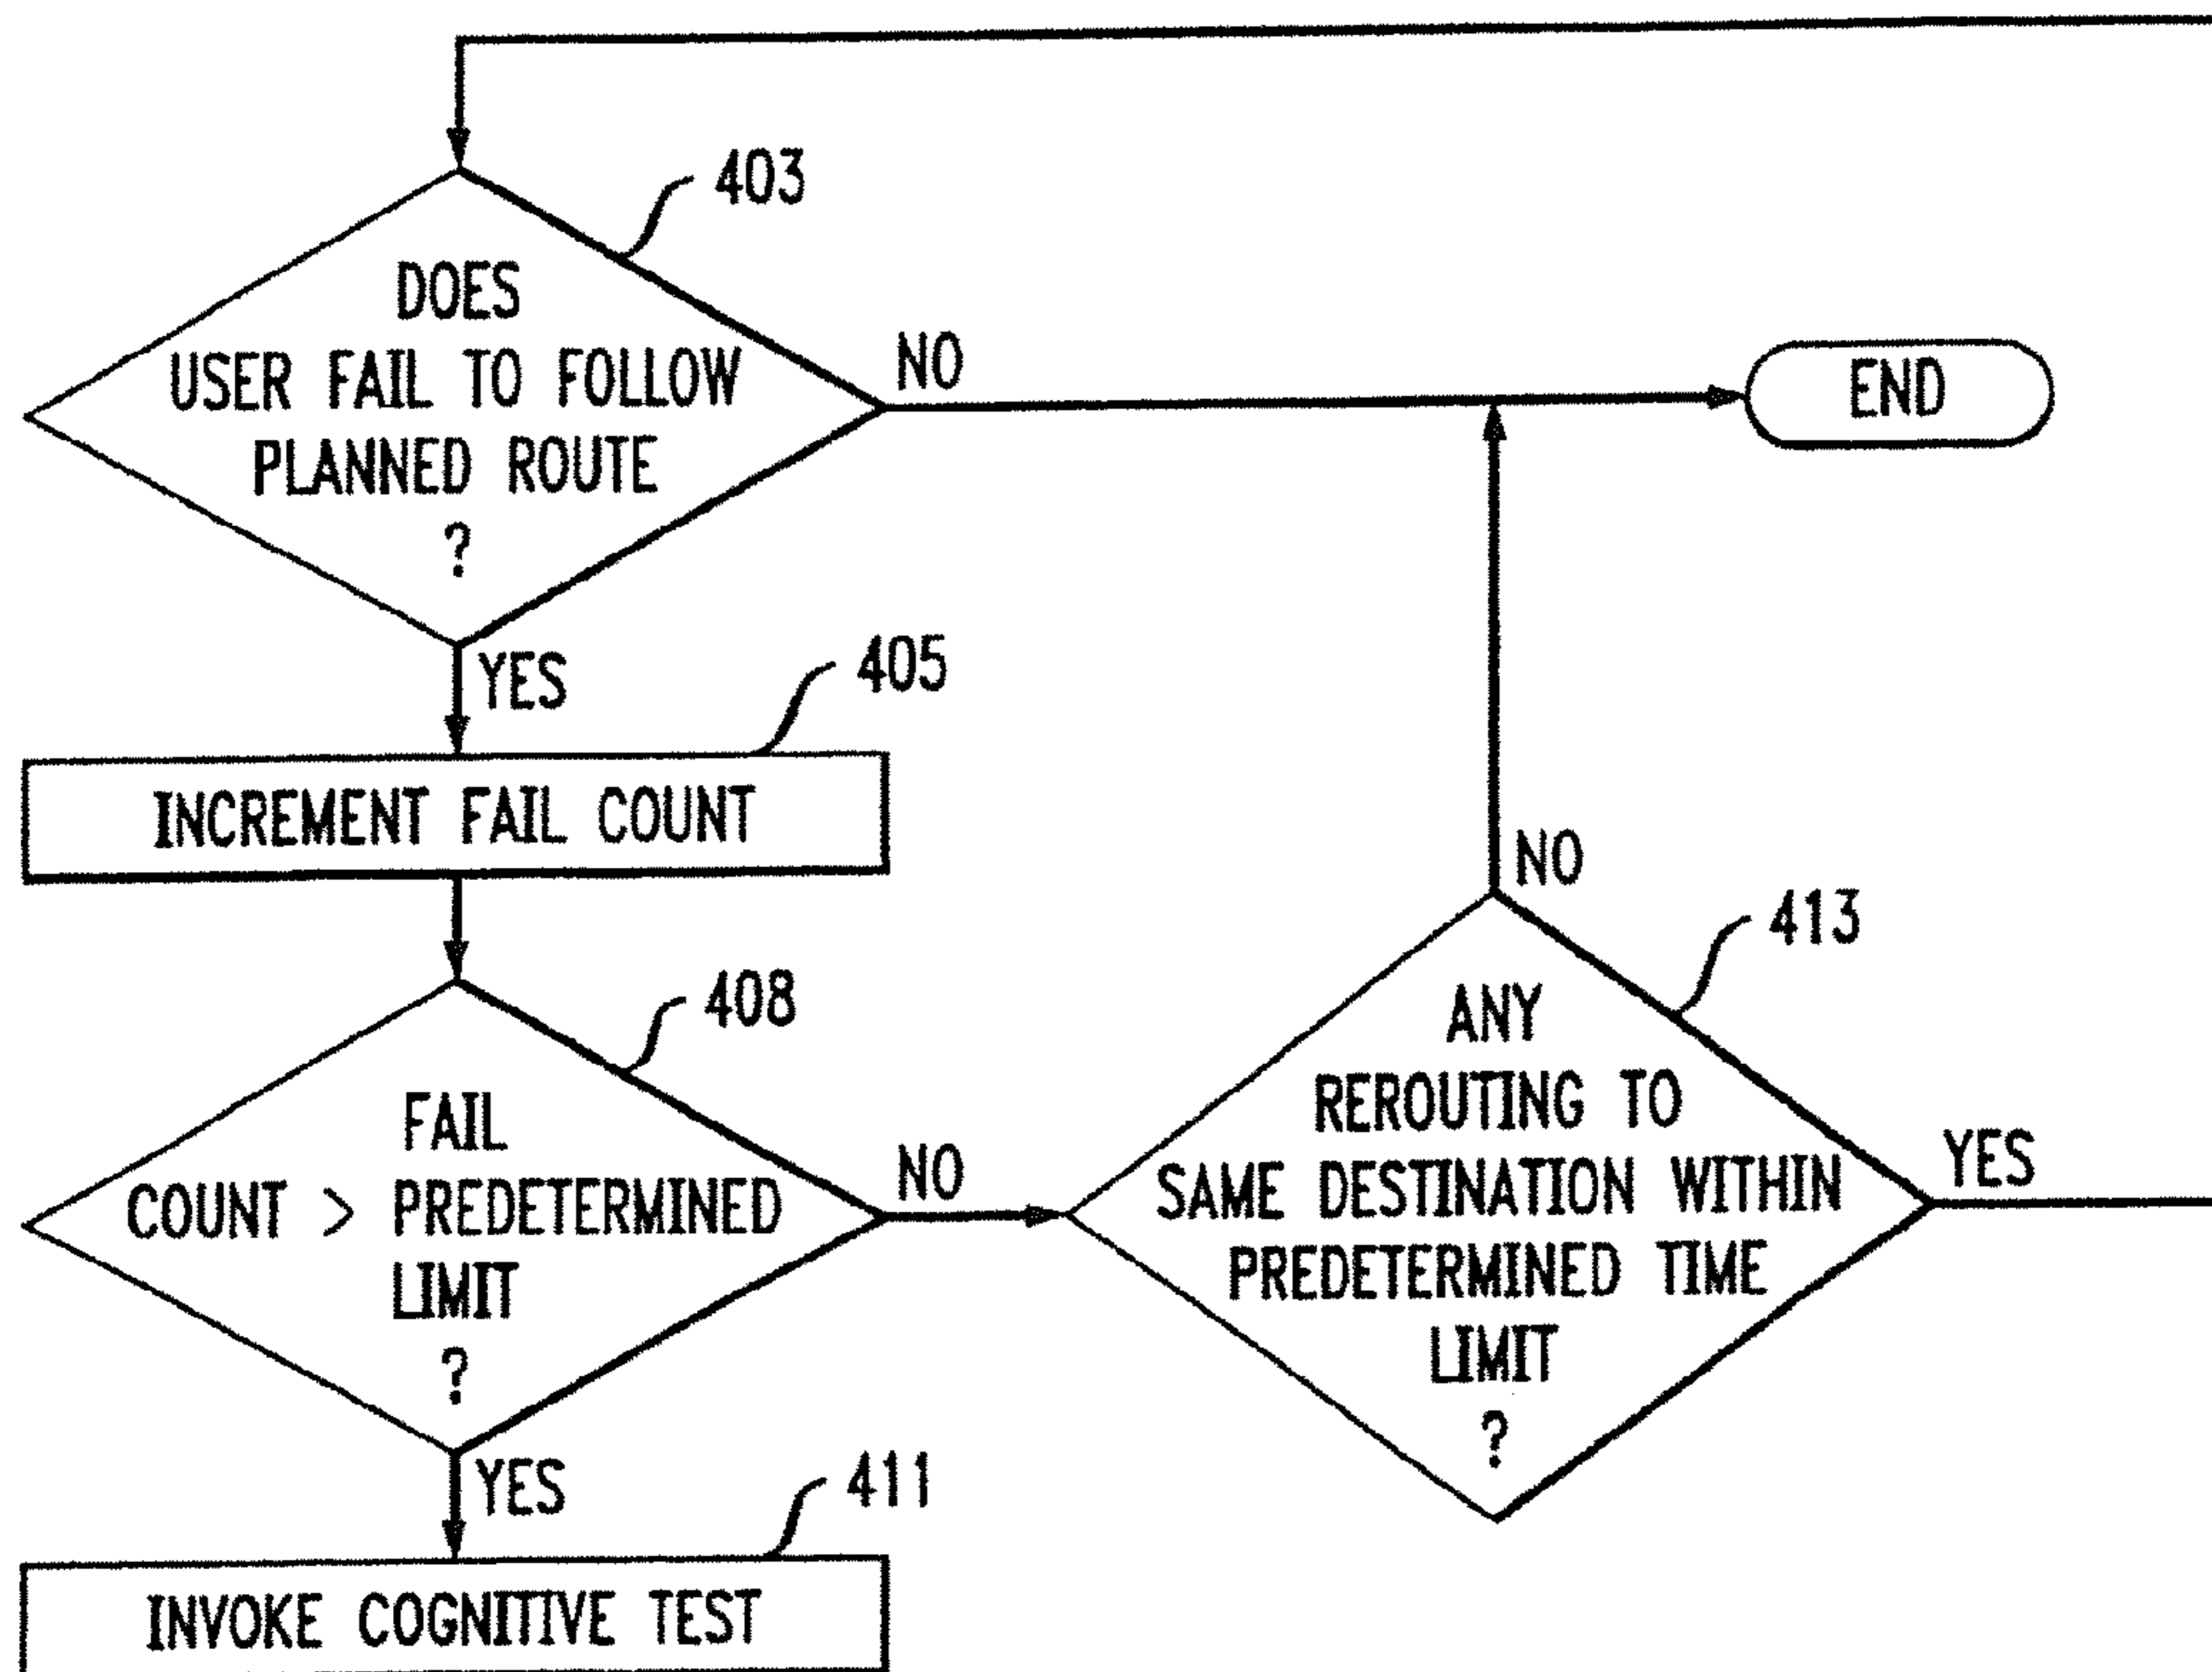 403
DOES
USER FAIL TO FOLLOW
PLANNED ROUTE
?
NO
END
YES
405
INCREMENT FAIL COUNT
408
FAIL
COUNT > PREDETERMINED
LIMIT
?
NO
YES
411
INVOKE COGNITIVE TEST
NO
413
ANY
REROUTING TO
SAME DESTINATION WITHIN
PREDETERMINED TIME
LIMIT
?
YES